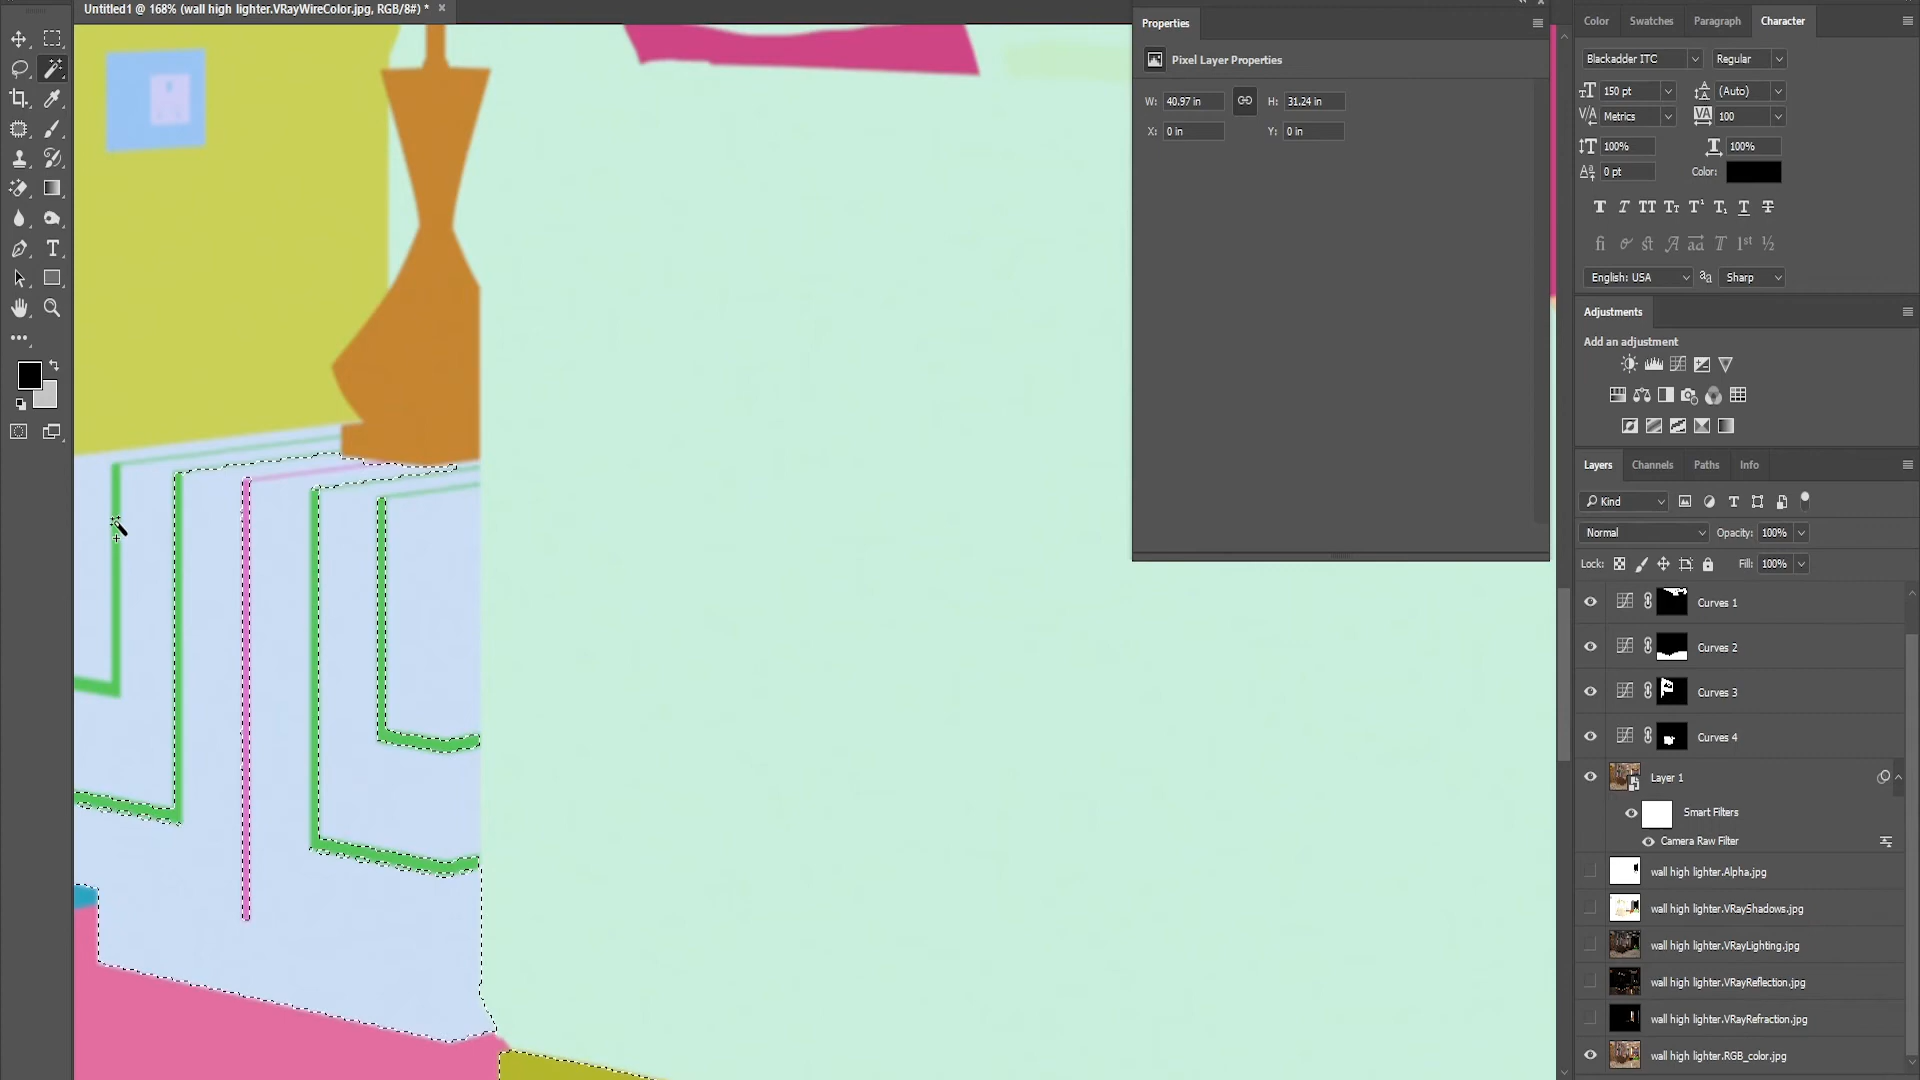 Untitled1 @ 168% (wall high lighter.VRayWireColor.jpg, RGB/8#) *
Properties
Pixel Layer Properties
W: 40.97 in
H: 31.24 in
X: 0 in
Y: 0 in
Color
Swatches
Paragraph
Character
Blackadder ITC
Regular
150 pt
(Auto)
Metrics
100
100%
100%
0 pt
Color:
English: USA
Sharp
Adjustments
Add an adjustment
Layers
Channels
Paths
Info
Kind
Normal
Opacity: 100%
Lock:
Fill: 100%
Curves 1
Curves 2
Curves 3
Curves 4
Layer 1
Smart Filters
Camera Raw Filter
wall high lighter.Alpha.jpg
wall high lighter.VRayShadows.jpg
wall high lighter.VRayLighting.jpg
wall high lighter.VRayReflection.jpg
wall high lighter.VRayRefraction.jpg
wall high lighter.RGB_color.jpg